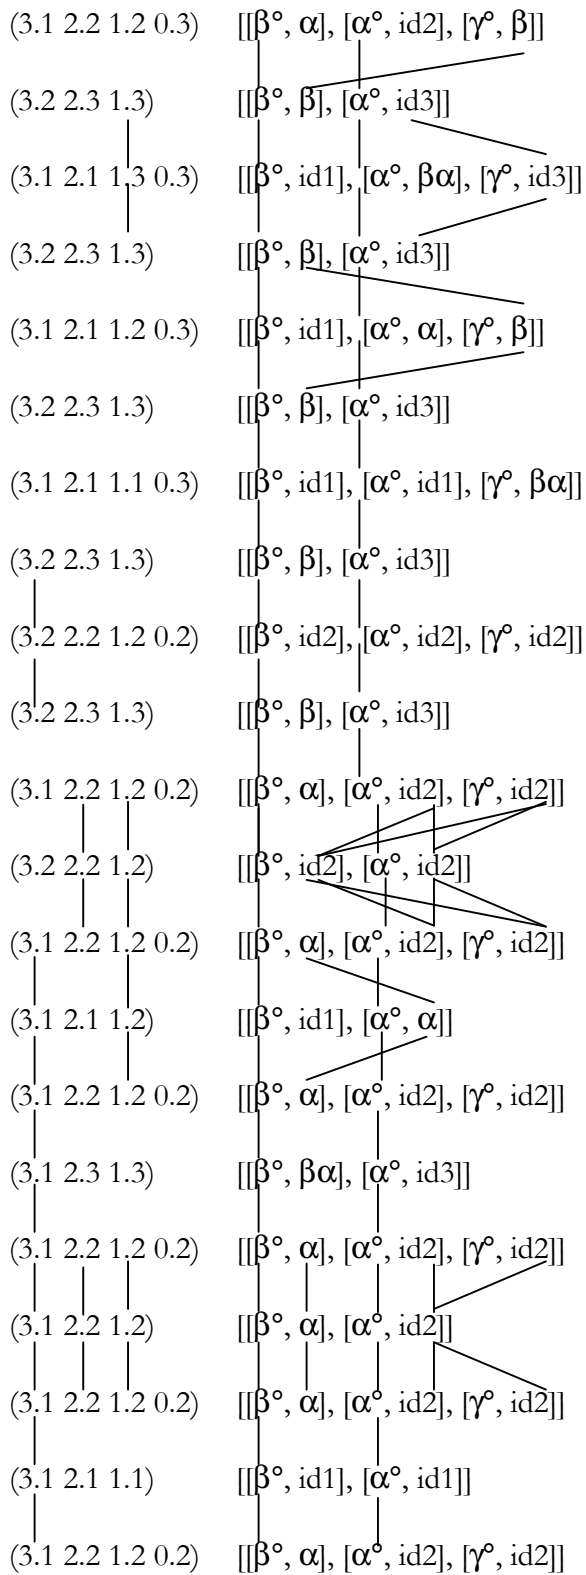 (3.1 2.2 1.2 0.3) [[β°, α], [α°, id2], [γ°, β]]
(3.2 2.3 1.3) [[β°, β], [α°, id3]]
(3.1 2.1 1.3 0.3) [[β°, id1], [α°, βα], [γ°, id3]]
(3.2 2.3 1.3) [[β°, β], [α°, id3]]
(3.1 2.1 1.2 0.3) [[β°, id1], [α°, α], [γ°, β]]
(3.2 2.3 1.3) [[β°, β], [α°, id3]]
(3.1 2.1 1.1 0.3) [[β°, id1], [α°, id1], [γ°, βα]]
(3.2 2.3 1.3) [[β°, β], [α°, id3]]
(3.2 2.2 1.2 0.2) [[β°, id2], [α°, id2], [γ°, id2]]
(3.2 2.3 1.3) [[β°, β], [α°, id3]]
(3.1 2.2 1.2 0.2) [[β°, α], [α°, id2], [γ°, id2]]
(3.2 2.2 1.2) [[β°, id2], [α°, id2]]
(3.1 2.2 1.2 0.2) [[β°, α], [α°, id2], [γ°, id2]]
(3.1 2.1 1.2) [[β°, id1], [α°, α]]
(3.1 2.2 1.2 0.2) [[β°, α], [α°, id2], [γ°, id2]]
(3.1 2.3 1.3) [[β°, βα], [α°, id3]]
(3.1 2.2 1.2 0.2) [[β°, α], [α°, id2], [γ°, id2]]
(3.1 2.2 1.2) [[β°, α], [α°, id2]]
(3.1 2.2 1.2 0.2) [[β°, α], [α°, id2], [γ°, id2]]
(3.1 2.1 1.1) [[β°, id1], [α°, id1]]
(3.1 2.2 1.2 0.2) [[β°, α], [α°, id2], [γ°, id2]]